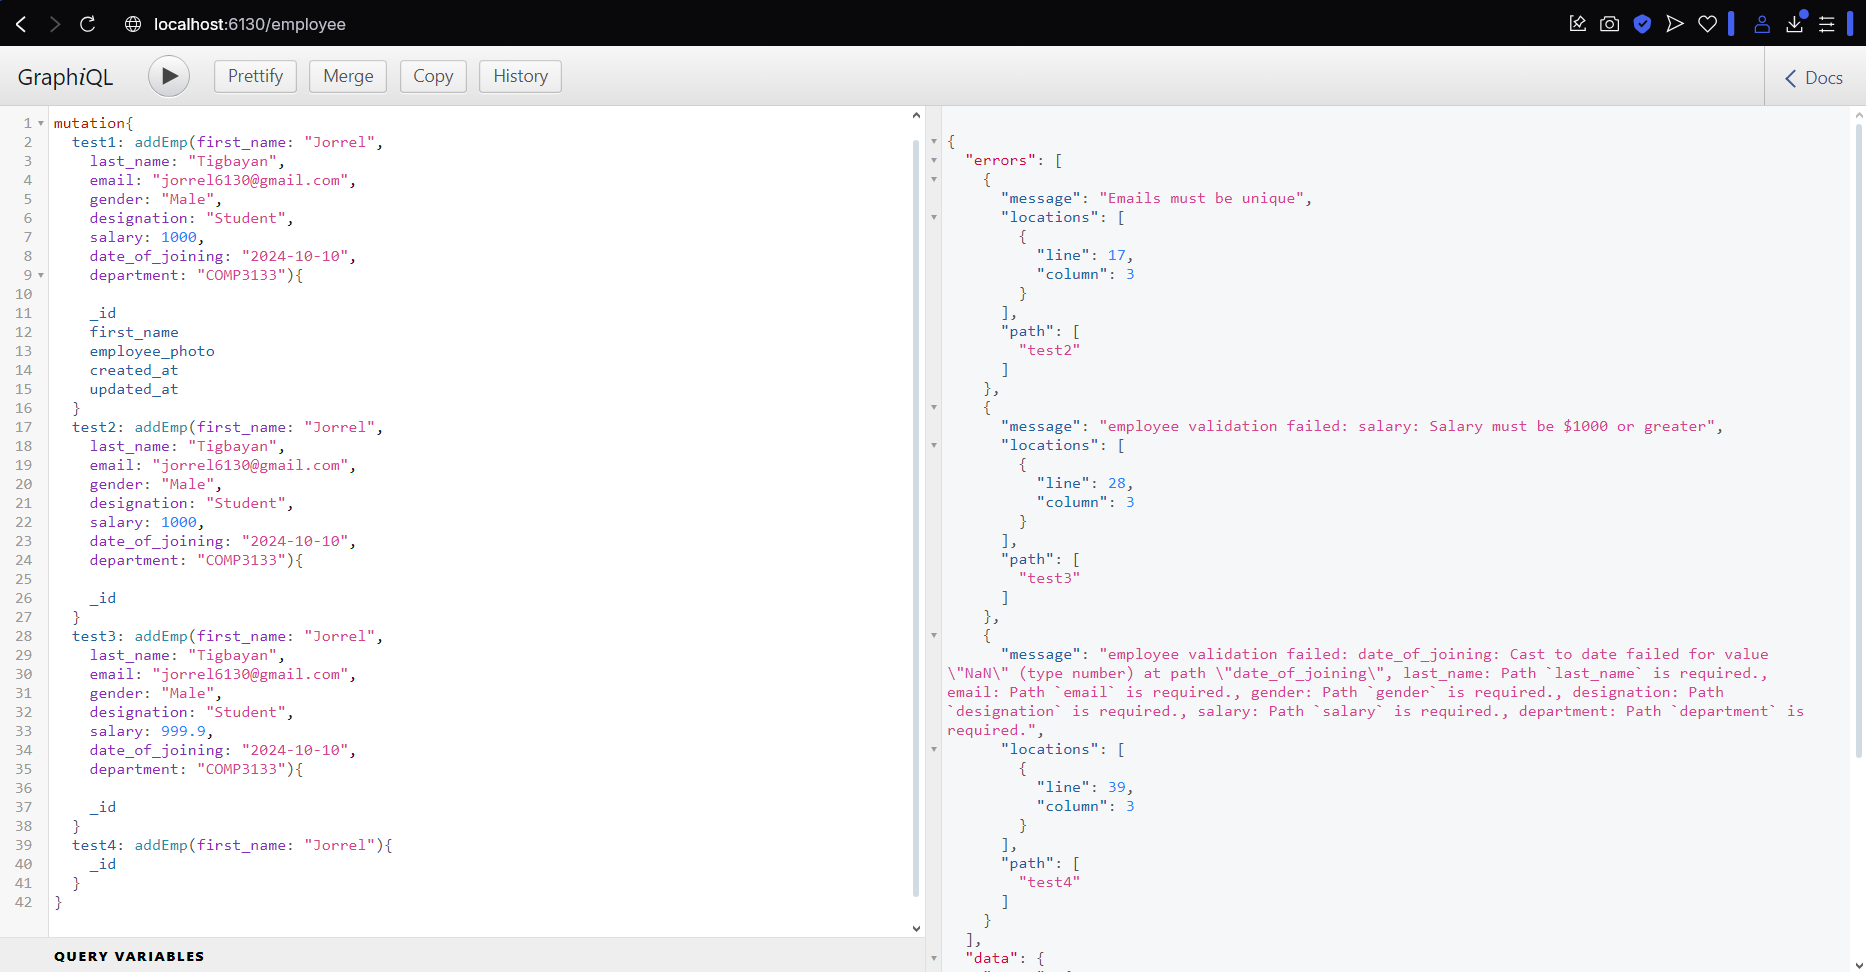 localhost:6130/employee
GraphiQL
Prettify
Merge
Copy
History
Docs
1 mutation{
2 test1: addEmp(first_name: "Jorrel",
3 last_name: "Tigbayan",
4 email: "jorrel6130@gmail.com",
5 gender: "Male",
6 designation: "Student",
7 salary: 1000,
8 date_of_joining: "2024-10-10",
9 department: "COMP3133"){
10
11 _id
12 first_name
13 employee_photo
14 created_at
15 updated_at
16 }
17 test2: addEmp(first_name: "Jorrel",
18 last_name: "Tigbayan",
19 email: "jorrel6130@gmail.com",
20 gender: "Male",
21 designation: "Student",
22 salary: 1000,
23 date_of_joining: "2024-10-10",
24 department: "COMP3133"){
25
26 _id
27 }
28 test3: addEmp(first_name: "Jorrel",
29 last_name: "Tigbayan",
30 email: "jorrel6130@gmail.com",
31 gender: "Male",
32 designation: "Student",
33 salary: 999.9,
34 date_of_joining: "2024-10-10",
35 department: "COMP3133"){
36
37 _id
38 }
39 test4: addEmp(first_name: "Jorrel"){
40 _id
41 }
42 }
QUERY VARIABLES
{
"errors": [
{
"message": "Emails must be unique",
"locations": [
{
"line": 17,
"column": 3
}
],
"path": [
"test2"
]
},
{
"message": "employee validation failed: salary: Salary must be $1000 or greater",
"locations": [
{
"line": 28,
"column": 3
}
],
"path": [
"test3"
]
},
{
"message": "employee validation failed: date_of_joining: Cast to date failed for value
\"NaN\" (type number) at path \"date_of_joining\", last_name: Path `last_name` is required.,
email: Path `email` is required., gender: Path `gender` is required., designation: Path
`designation` is required., salary: Path `salary` is required., department: Path `department` is
required.",
"locations": [
{
"line": 39,
"column": 3
}
],
"path": [
"test4"
]
}
],
"data": {